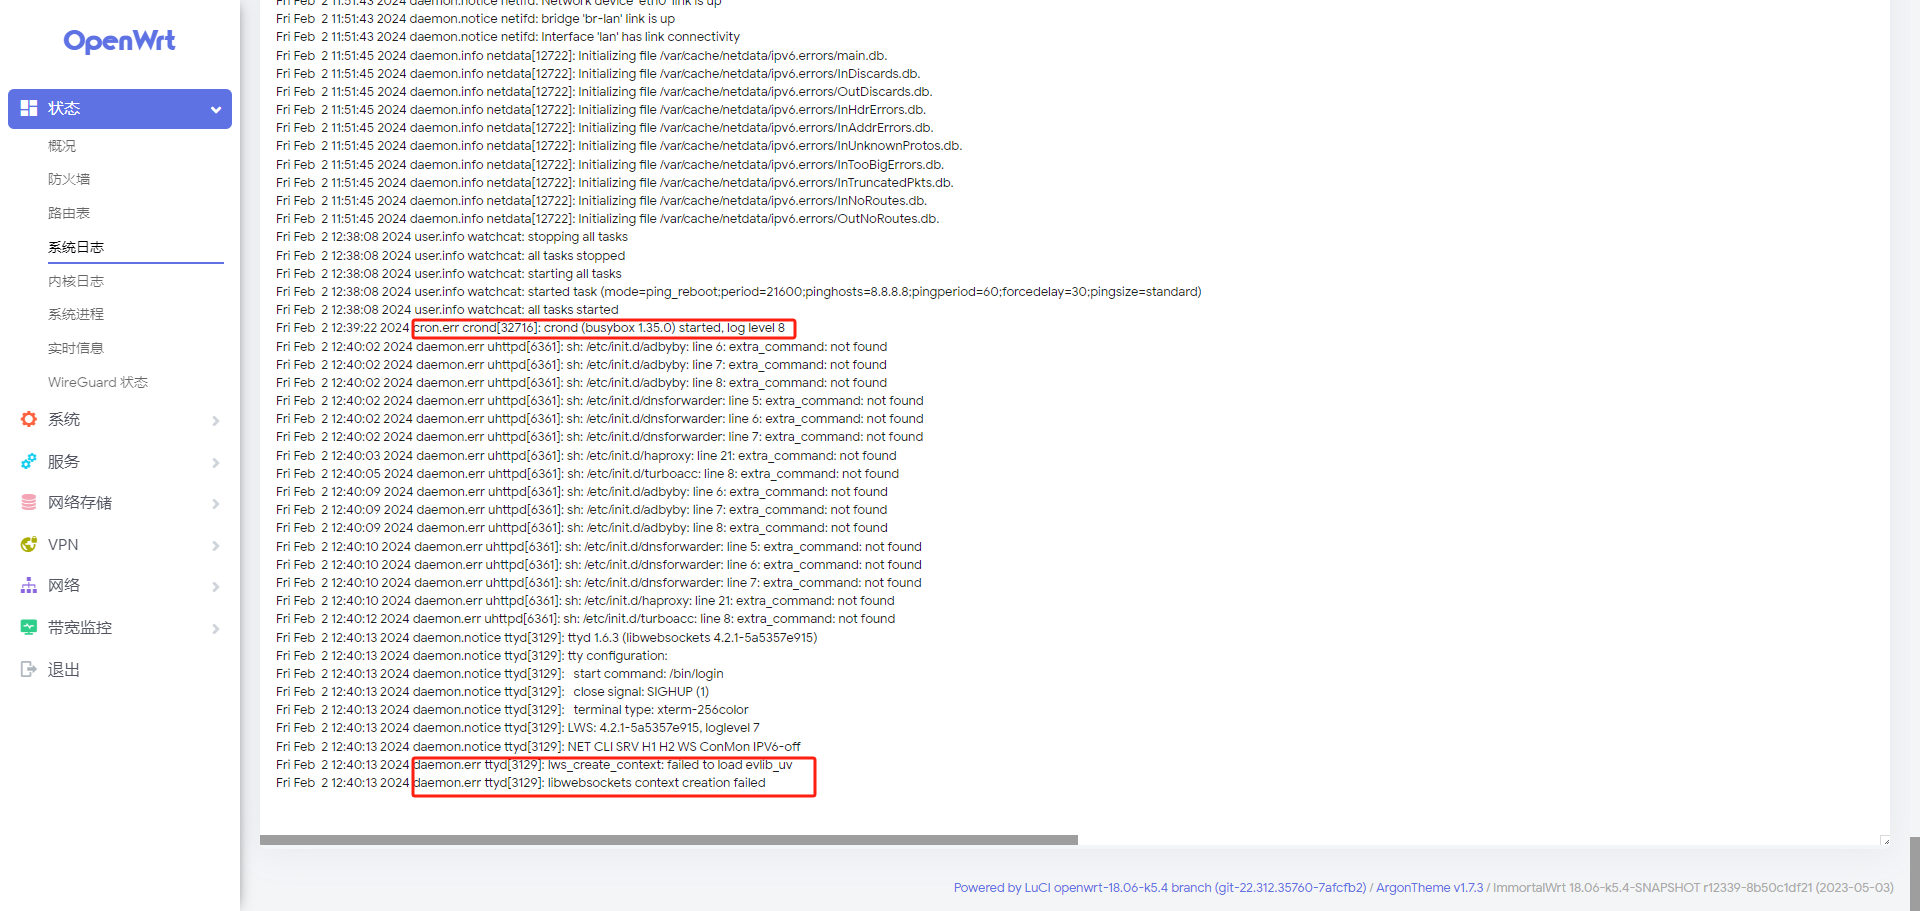 OpenWrt
状态
概况
防火墙
路由表
系统日志
内核日志
系统进程
实时信息
WireGuard 状态
系统
服务
网络存储
VPN
网络
带宽监控
退出
Fri Feb  2 11:51:43 2024 daemon.notice netifd: Network device 'eth0' link is up
Fri Feb  2 11:51:43 2024 daemon.notice netifd: bridge 'br-lan' link is up
Fri Feb  2 11:51:43 2024 daemon.notice netifd: Interface 'lan' has link connectivity
Fri Feb  2 11:51:45 2024 daemon.info netdata[12722]: Initializing file /var/cache/netdata/ipv6.errors/main.db.
Fri Feb  2 11:51:45 2024 daemon.info netdata[12722]: Initializing file /var/cache/netdata/ipv6.errors/InDiscards.db.
Fri Feb  2 11:51:45 2024 daemon.info netdata[12722]: Initializing file /var/cache/netdata/ipv6.errors/OutDiscards.db.
Fri Feb  2 11:51:45 2024 daemon.info netdata[12722]: Initializing file /var/cache/netdata/ipv6.errors/InHdrErrors.db.
Fri Feb  2 11:51:45 2024 daemon.info netdata[12722]: Initializing file /var/cache/netdata/ipv6.errors/InAddrErrors.db.
Fri Feb  2 11:51:45 2024 daemon.info netdata[12722]: Initializing file /var/cache/netdata/ipv6.errors/InUnknownProtos.db.
Fri Feb  2 11:51:45 2024 daemon.info netdata[12722]: Initializing file /var/cache/netdata/ipv6.errors/InTooBigErrors.db.
Fri Feb  2 11:51:45 2024 daemon.info netdata[12722]: Initializing file /var/cache/netdata/ipv6.errors/InTruncatedPkts.db.
Fri Feb  2 11:51:45 2024 daemon.info netdata[12722]: Initializing file /var/cache/netdata/ipv6.errors/InNoRoutes.db.
Fri Feb  2 11:51:45 2024 daemon.info netdata[12722]: Initializing file /var/cache/netdata/ipv6.errors/OutNoRoutes.db.
Fri Feb  2 12:38:08 2024 user.info watchcat: stopping all tasks
Fri Feb  2 12:38:08 2024 user.info watchcat: all tasks stopped
Fri Feb  2 12:38:08 2024 user.info watchcat: starting all tasks
Fri Feb  2 12:38:08 2024 user.info watchcat: started task (mode=ping_reboot;period=21600;pinghosts=8.8.8.8;pingperiod=60;forcedelay=30;pingsize=standard)
Fri Feb  2 12:38:08 2024 user.info watchcat: all tasks started
Fri Feb  2 12:39:22 2024 cron.err crond[32716]: crond (busybox 1.35.0) started, log level 8
Fri Feb  2 12:40:02 2024 daemon.err uhttpd[6361]: sh: /etc/init.d/adbyby: line 6: extra_command: not found
Fri Feb  2 12:40:02 2024 daemon.err uhttpd[6361]: sh: /etc/init.d/adbyby: line 7: extra_command: not found
Fri Feb  2 12:40:02 2024 daemon.err uhttpd[6361]: sh: /etc/init.d/adbyby: line 8: extra_command: not found
Fri Feb  2 12:40:02 2024 daemon.err uhttpd[6361]: sh: /etc/init.d/dnsforwarder: line 5: extra_command: not found
Fri Feb  2 12:40:02 2024 daemon.err uhttpd[6361]: sh: /etc/init.d/dnsforwarder: line 6: extra_command: not found
Fri Feb  2 12:40:02 2024 daemon.err uhttpd[6361]: sh: /etc/init.d/dnsforwarder: line 7: extra_command: not found
Fri Feb  2 12:40:03 2024 daemon.err uhttpd[6361]: sh: /etc/init.d/haproxy: line 21: extra_command: not found
Fri Feb  2 12:40:05 2024 daemon.err uhttpd[6361]: sh: /etc/init.d/turboacc: line 8: extra_command: not found
Fri Feb  2 12:40:09 2024 daemon.err uhttpd[6361]: sh: /etc/init.d/adbyby: line 6: extra_command: not found
Fri Feb  2 12:40:09 2024 daemon.err uhttpd[6361]: sh: /etc/init.d/adbyby: line 7: extra_command: not found
Fri Feb  2 12:40:09 2024 daemon.err uhttpd[6361]: sh: /etc/init.d/adbyby: line 8: extra_command: not found
Fri Feb  2 12:40:10 2024 daemon.err uhttpd[6361]: sh: /etc/init.d/dnsforwarder: line 5: extra_command: not found
Fri Feb  2 12:40:10 2024 daemon.err uhttpd[6361]: sh: /etc/init.d/dnsforwarder: line 6: extra_command: not found
Fri Feb  2 12:40:10 2024 daemon.err uhttpd[6361]: sh: /etc/init.d/dnsforwarder: line 7: extra_command: not found
Fri Feb  2 12:40:10 2024 daemon.err uhttpd[6361]: sh: /etc/init.d/haproxy: line 21: extra_command: not found
Fri Feb  2 12:40:12 2024 daemon.err uhttpd[6361]: sh: /etc/init.d/turboacc: line 8: extra_command: not found
Fri Feb  2 12:40:13 2024 daemon.notice ttyd[3129]: ttyd 1.6.3 (libwebsockets 4.2.1-5a5357e915)
Fri Feb  2 12:40:13 2024 daemon.notice ttyd[3129]: tty configuration:
Fri Feb  2 12:40:13 2024 daemon.notice ttyd[3129]:   start command: /bin/login
Fri Feb  2 12:40:13 2024 daemon.notice ttyd[3129]:   close signal: SIGHUP (1)
Fri Feb  2 12:40:13 2024 daemon.notice ttyd[3129]:   terminal type: xterm-256color
Fri Feb  2 12:40:13 2024 daemon.notice ttyd[3129]: LWS: 4.2.1-5a5357e915, loglevel 7
Fri Feb  2 12:40:13 2024 daemon.notice ttyd[3129]: NET CLI SRV H1 H2 WS ConMon IPV6-off
Fri Feb  2 12:40:13 2024 daemon.err ttyd[3129]: lws_create_context: failed to load evlib_uv
Fri Feb  2 12:40:13 2024 daemon.err ttyd[3129]: libwebsockets context creation failed
Powered by LuCI openwrt-18.06-k5.4 branch (git-22.312.35760-7afcfb2) / ArgonTheme v1.7.3 / ImmortalWrt 18.06-k5.4-SNAPSHOT r12339-8b50c1df21 (2023-05-03)